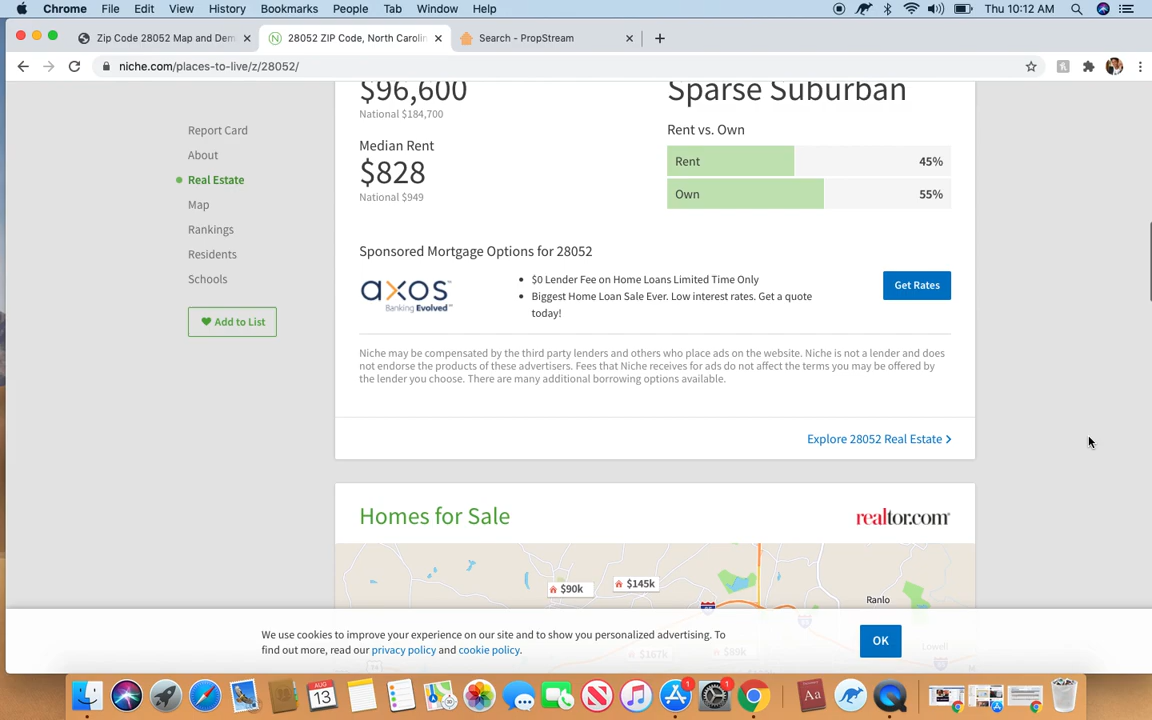 Chrome File Edit View History Bookmarks People Tab Window Help Thu 10:12 AM
Zip Code 28052 Map and Dem
28052 ZIP Code, North Carolin
Search - PropStream
niche.com/places-to-live/z/28052/
Report Card
About
Real Estate
Map
Rankings
Residents
Schools
Add to List
$96,600
National $184,700
Median Rent
$828
National $949
Sparse Suburban
Rent vs. Own
Rent 45%
Own 55%
Sponsored Mortgage Options for 28052
axos
Banking Evolved
• $0 Lender Fee on Home Loans Limited Time Only
• Biggest Home Loan Sale Ever. Low interest rates. Get a quote
today!
Get Rates
Niche may be compensated by the third party lenders and others who place ads on the website. Niche is not a lender and does
not endorse the products of these advertisers. Fees that Niche receives for ads do not affect the terms you may be offered by
the lender you choose. There are many additional borrowing options available.
Explore 28052 Real Estate
Homes for Sale
realtor.com
$90k
$145k
Ranlo
$167k
$89k
Lowell
We use cookies to improve your experience on our site and to show you personalized advertising. To
find out more, read our privacy policy and cookie policy.
OK
AUG
13
Aa
1
1